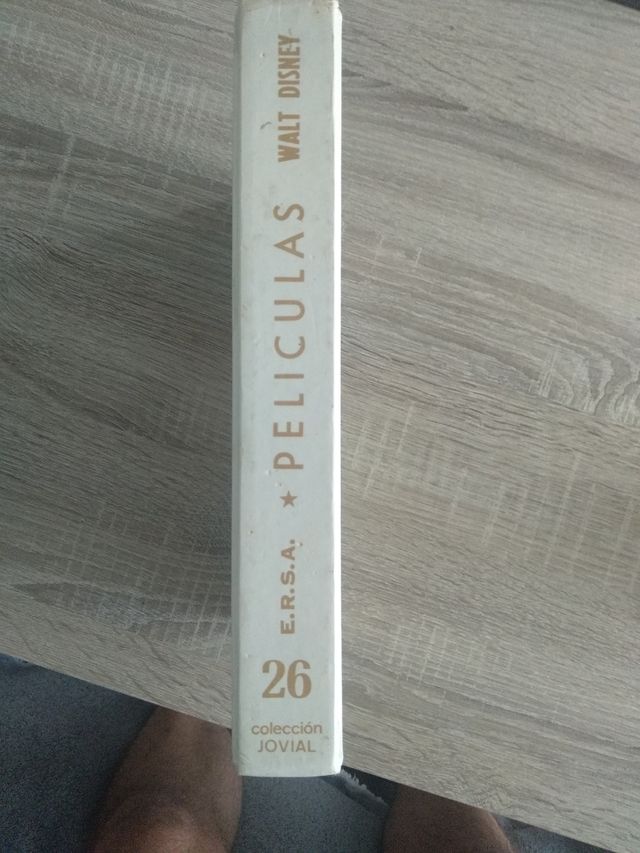 WALT DISNEY
PELICULAS
★
E.R.S.A.
26
colección
JOVIAL